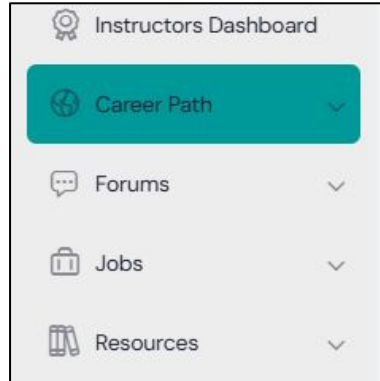 Instructors Dashboard
Career Path
Forums
Jobs
Resources